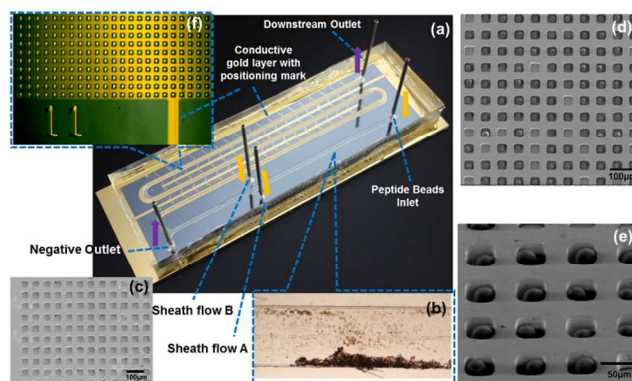 (f)
Downstream Outlet
(a)
Conductive
gold layer with
positioning mark
(d)
100μm
Peptide Beads
Inlet
Negative Outlet
(c)
100μm
Sheath flow B
Sheath flow A
(b)
(e)
50μm